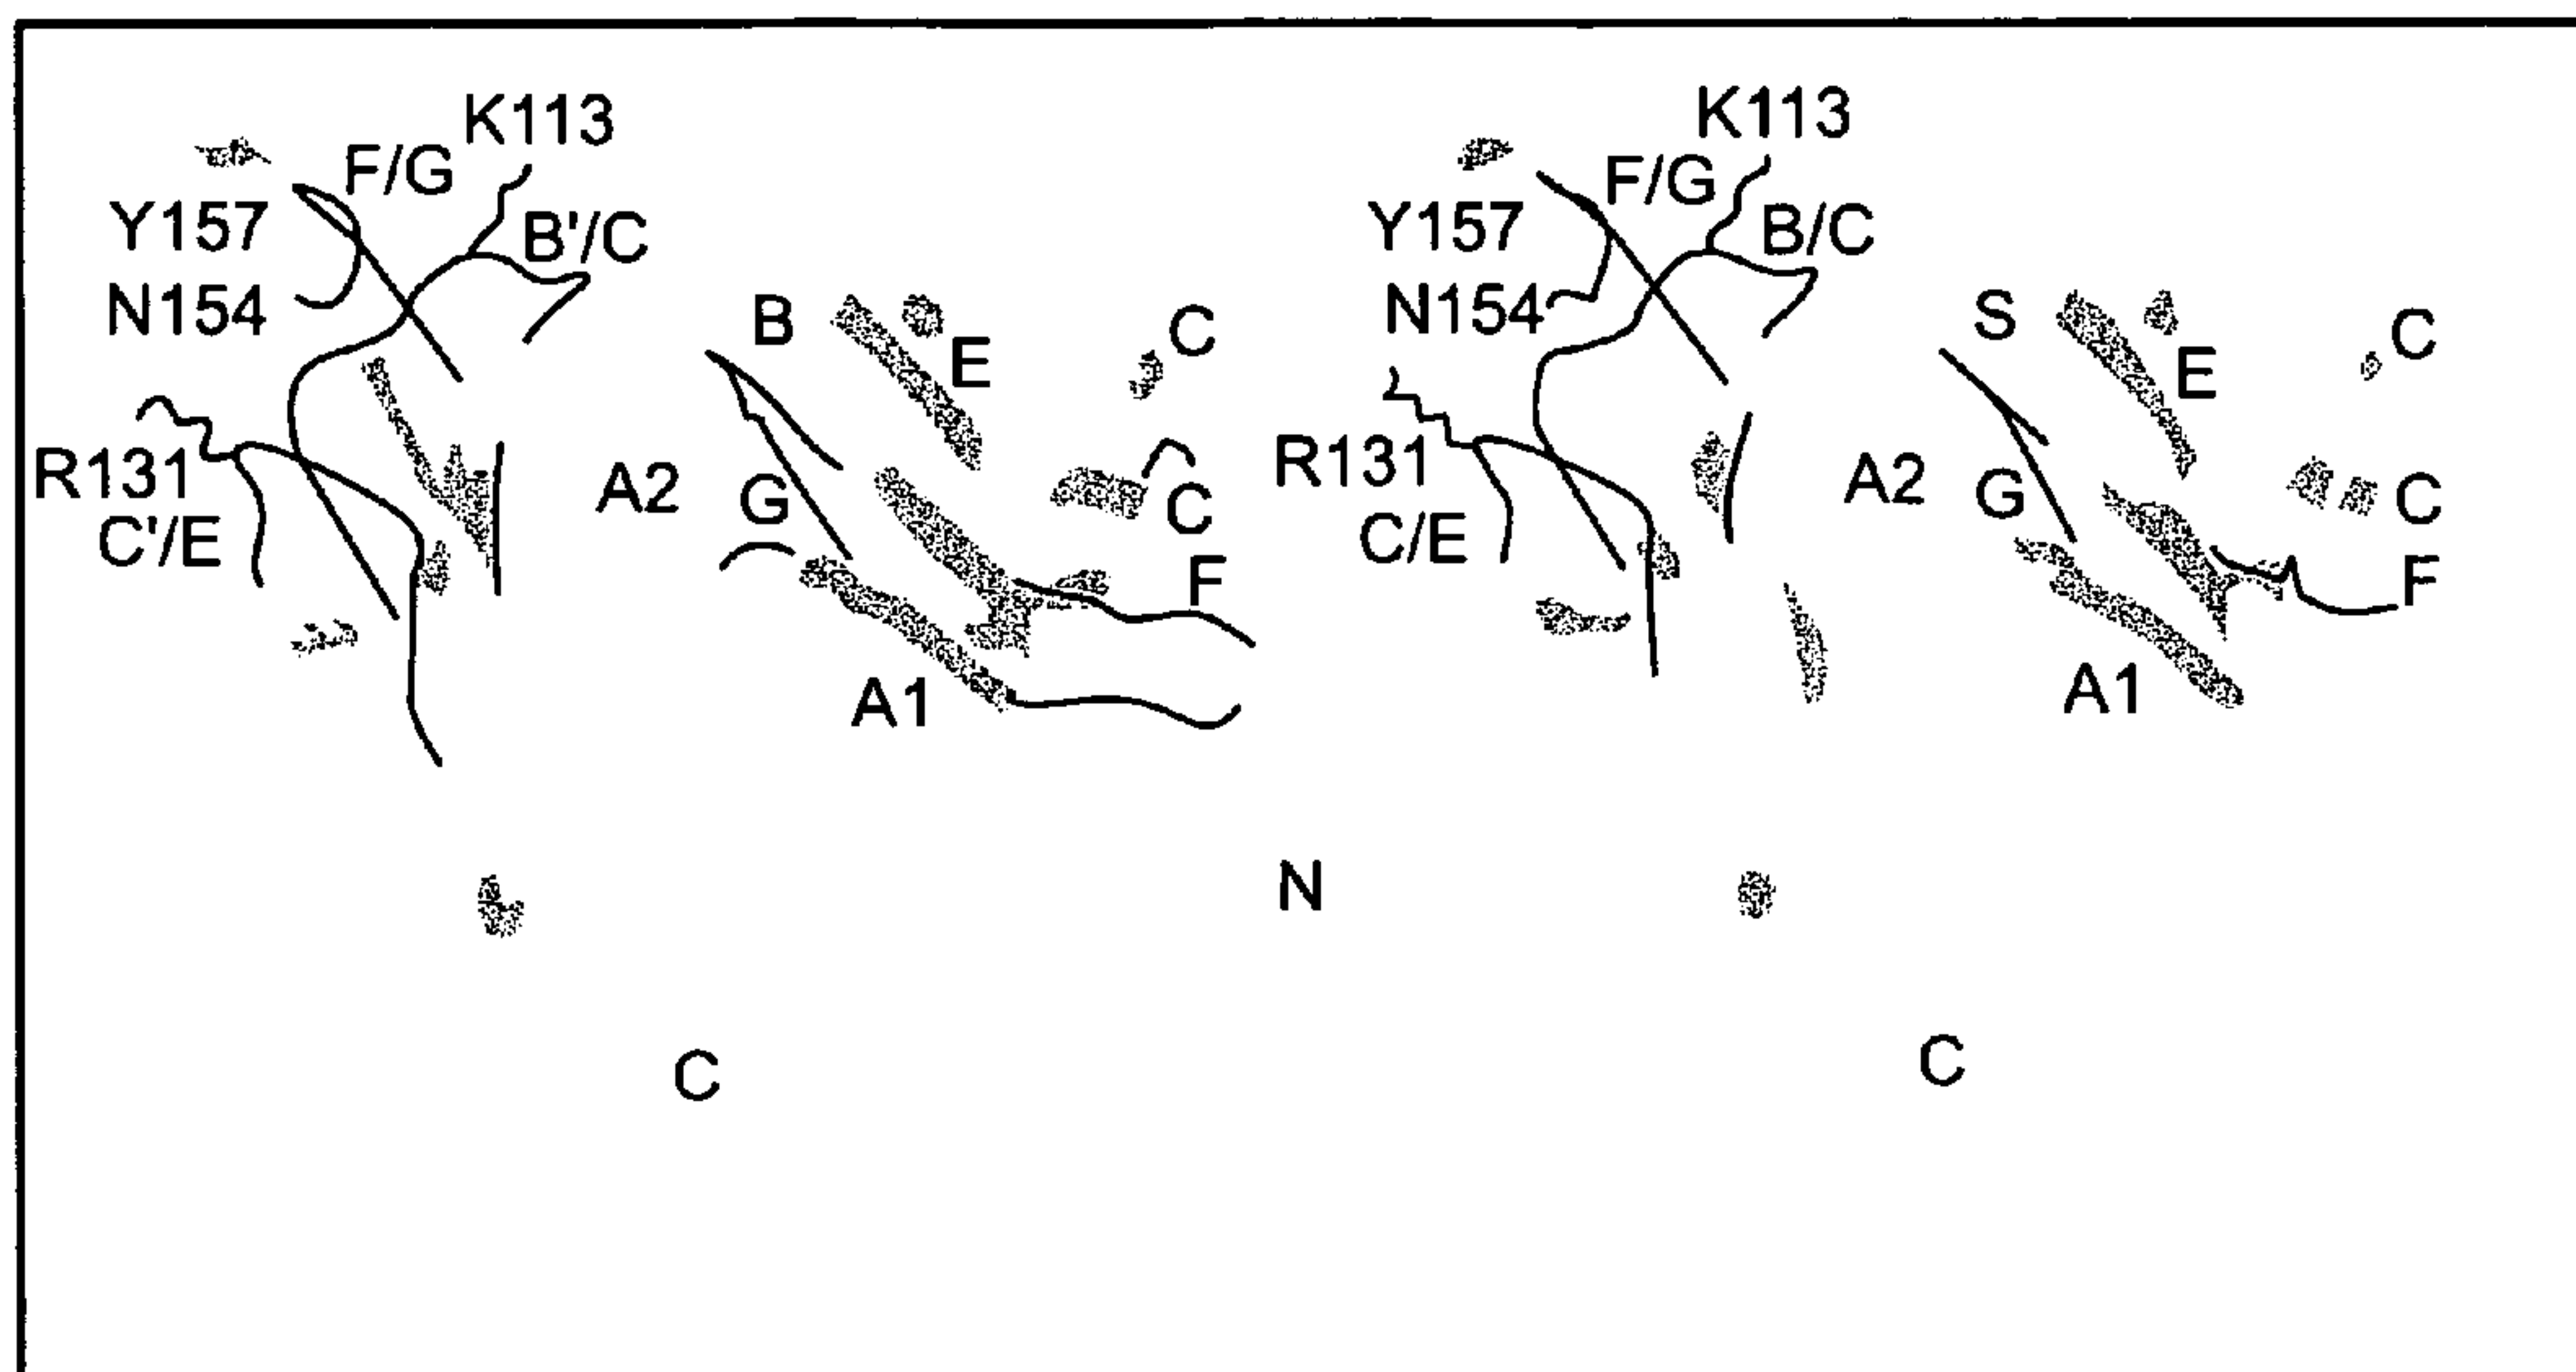 K113 K113
F/G F/G
Y157 B'/C Y157 B/C
N154 B E C N154 S E C
R131 A2 G C R131 A2 G C
C'/E F C/E F
A1 A1
N
C C